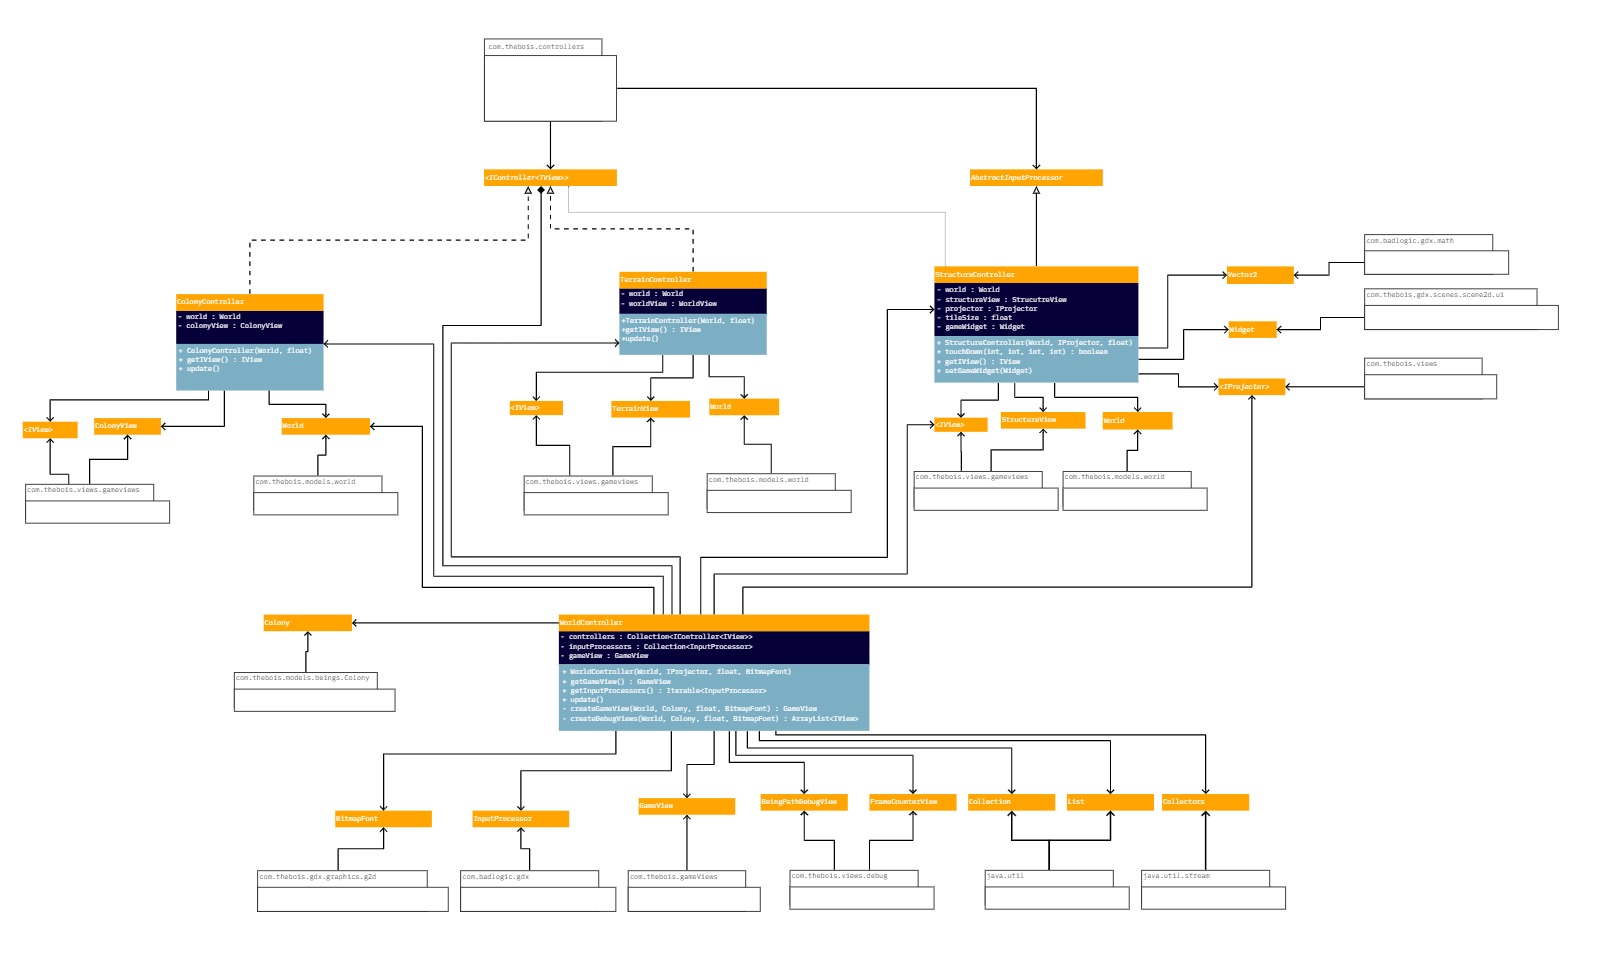 com.thebois.controllers
<IController<IView>>
AbstractInputProcessor
com.badlogic.gdx.math
Vector2
com.thebois.gdx.scenes.scene2d.ui
Widget
com.thebois.views
<IProjector>
StructureController
- world : World
- structureView : StrucutreView
- projector : IProjector
- tileSize : float
- gameWidget : Widget
+ StructureController(World, IProjector, float)
+ touchDown(int, int, int, int) : boolean
+ getIView() : IView
+ setGameWidget(Widget)
TerrainController
- world : World
- worldView : WorldView
+TerrainController(World, float)
+getIView() : IView
+update()
ColonyController
- world : World
- colonyView : ColonyView
+ ColonyController(World, float)
+ getIView() : IView
+ update()
<IView>
ColonyView
World
com.thebois.views.gameviews
com.thebois.models.world
<IView>
TerrainView
World
com.thebois.views.gameviews
com.thebois.models.world
<IView>
StructureView
World
com.thebois.views.gameviews
com.thebois.models.world
Colony
com.thebois.models.beings.Colony
WorldController
- controllers : Collection<IController<IView>>
- inputProcessors : Collection<InputProcessor>
- gameView : GameView
+ WorldController(World, IProjector, float, BitmapFont)
+ getGameView() : GameView
+ getInputProcessors() : Iterable<InputProcessor>
+ update()
- createGameView(World, Colony, float, BitmapFont) : GameView
- createDebugViews(World, Colony, float, BitmapFont) : ArrayList<IView>
BitmapFont
InputProcessor
GameView
BeingPathDebugView
FrameCounterView
Collection
List
Collectors
com.thebois.gdx.graphics.g2d
com.badlogic.gdx
com.thebois.gameViews
com.thebois.views.debug
java.util
java.util.stream